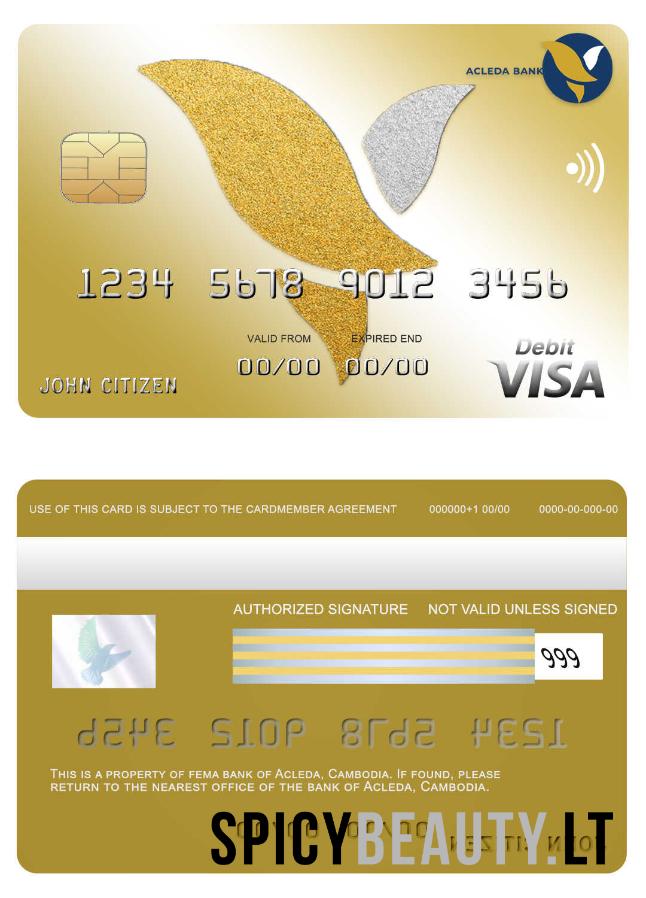 ACLEDA BANK
1234 5678 9012 3456
VALID FROM EXPIRED END
00/00 00/00
JOHN CITIZEN
Debit
VISA
USE OF THIS CARD IS SUBJECT TO THE CARDMEMBER AGREEMENT 000000+1 00/00 0000-00-000-00
AUTHORIZED SIGNATURE NOT VALID UNLESS SIGNED
999
THIS IS A PROPERTY OF FEMA BANK OF ACLEDA, CAMBODIA. IF FOUND, PLEASE
RETURN TO THE NEAREST OFFICE OF THE BANK OF ACLEDA, CAMBODIA.
SPICYBEAUTY.LT